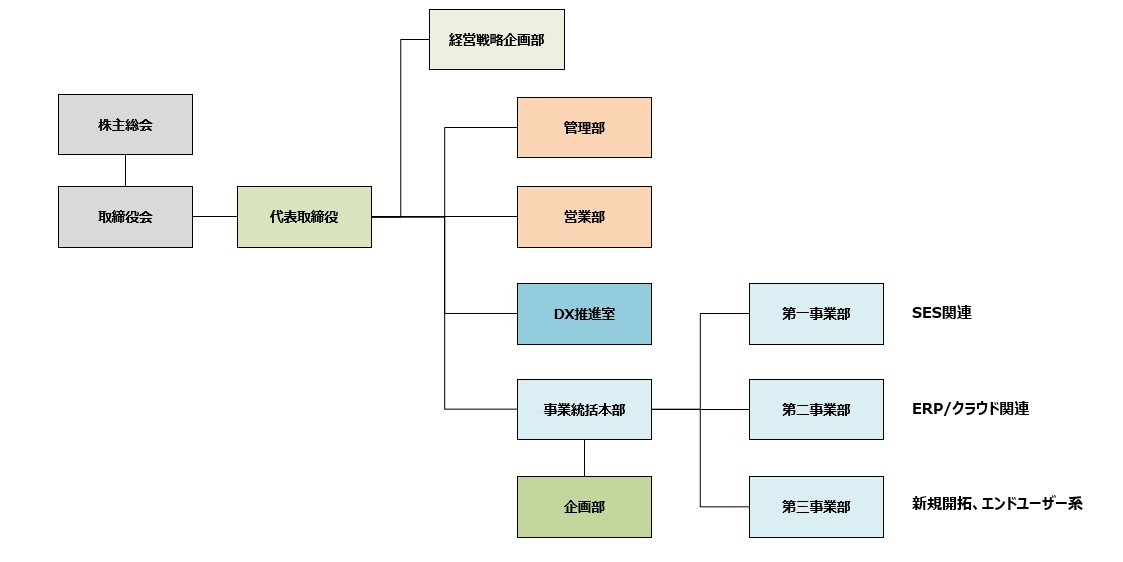 経営戦略企画部
株主総会
管理部
取締役会
代表取締役
営業部
DX推進室
第一事業部
SES関連
事業統括本部
第二事業部
ERP/クラウド関連
企画部
第三事業部
新規開拓、エンドユーザー系